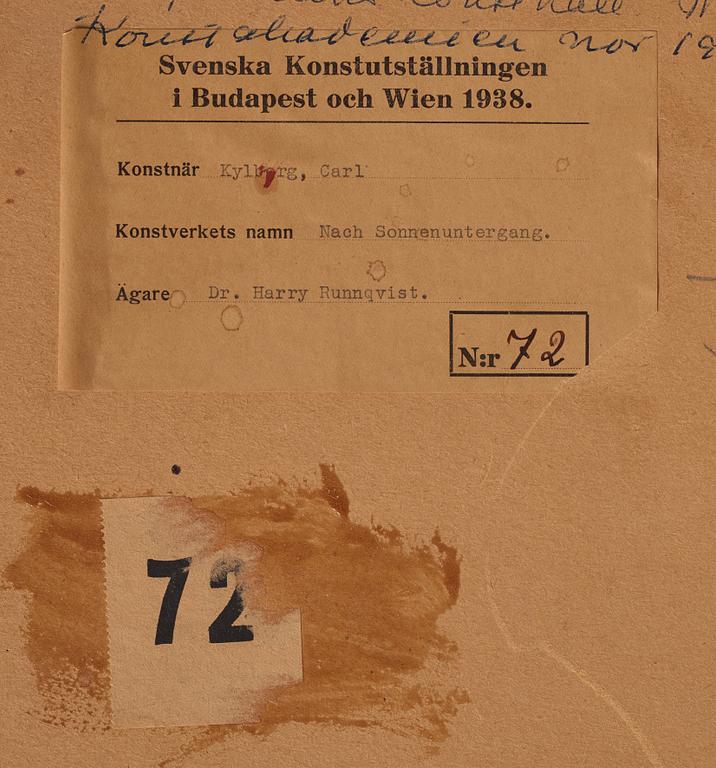 Konstakademien nov 19
Svenska Konstutställningen
i Budapest och Wien 1938.
Konstnär Kylberg, Carl
Konstverkets namn Nach Sonnenuntergang.
Ägare Dr. Harry Runnqvist.
N:r 72
72